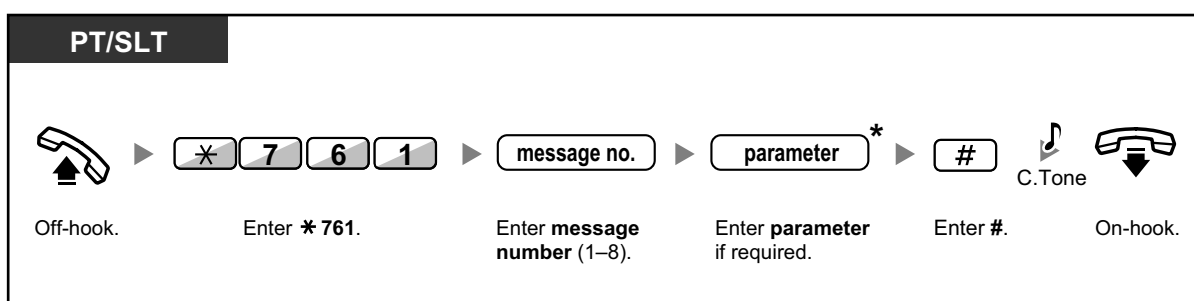 PT/SLT
✳ 7 6 1
message no.
parameter *
#
C.Tone
Off-hook.
Enter ✳ 761.
Enter message
number (1–8).
Enter parameter
if required.
Enter #.
On-hook.